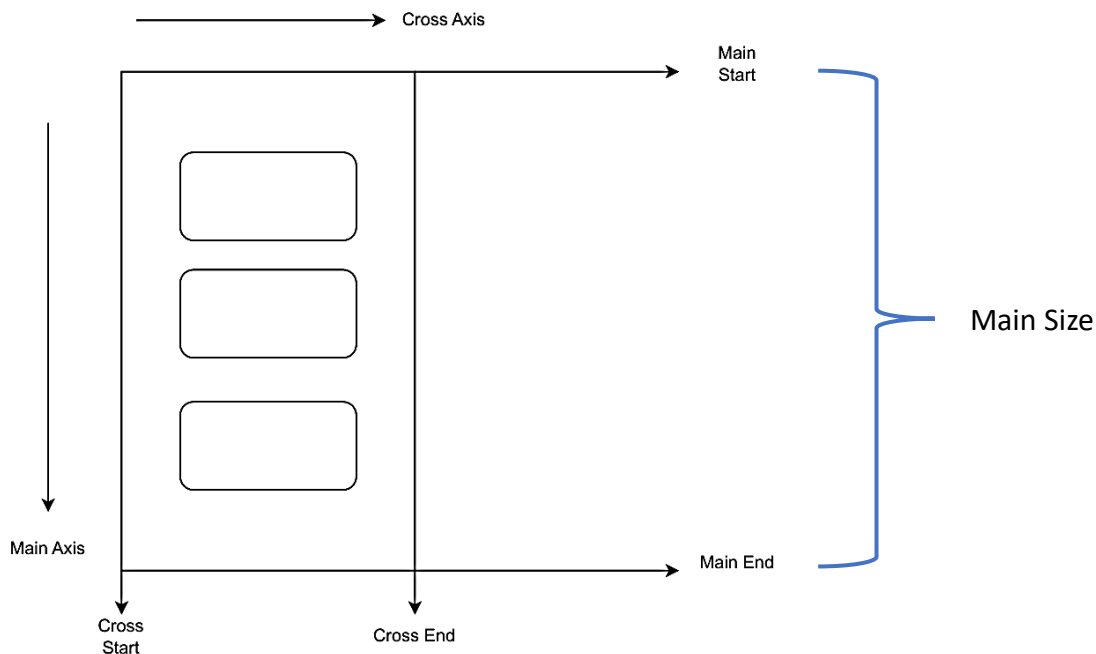 Cross Axis
Main
Start
Main Size
Main Axis
Main End
Cross
Start
Cross End